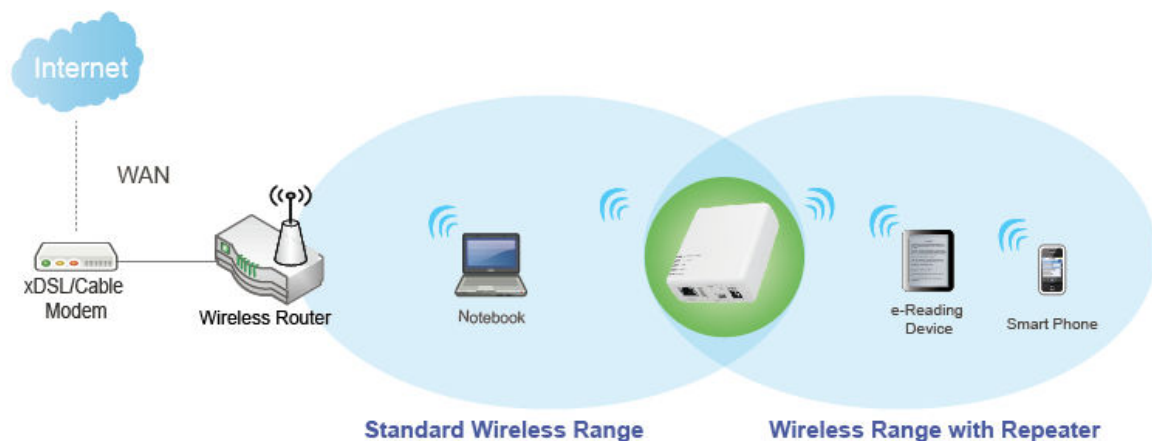 Internet
WAN
xDSL/Cable
Modem
Wireless Router
Notebook
e-Reading
Device
Smart Phone
Standard Wireless Range
Wireless Range with Repeater